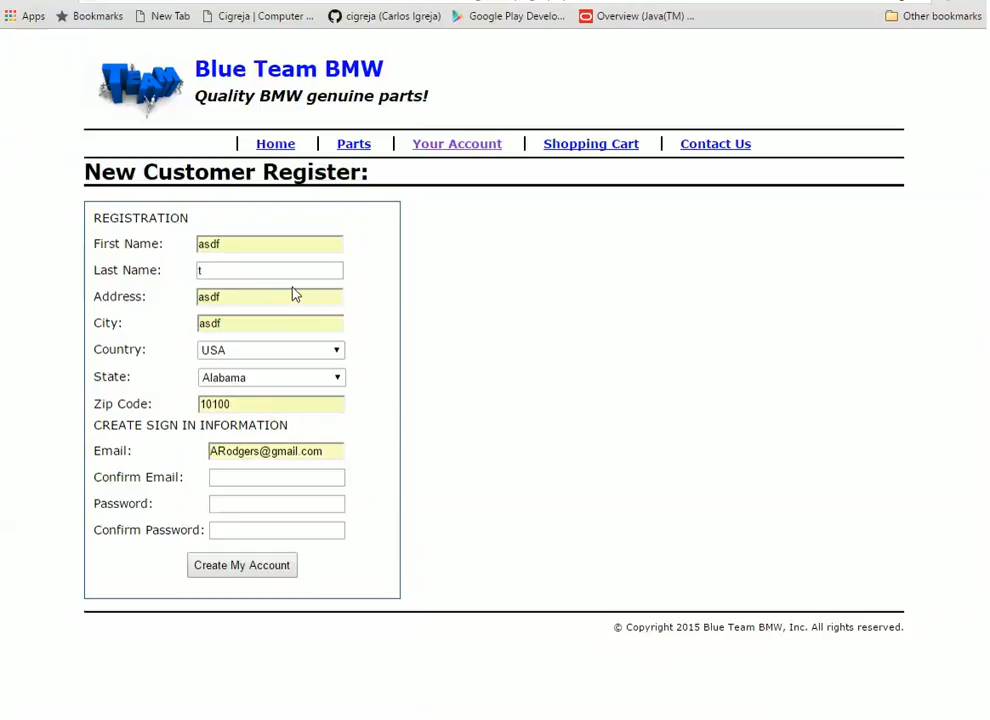 Apps Bookmarks New Tab Cigreja | Computer ... cigreja (Carlos Igreja) Google Play Develo... Overview (Java(TM) ... Other bookmarks
TEAM
Blue Team BMW
Quality BMW genuine parts!
Home Parts Your Account Shopping Cart Contact Us
New Customer Register:
REGISTRATION
First Name: asdf
Last Name: t
Address: asdf
City: asdf
Country: USA
State: Alabama
Zip Code: 10100
CREATE SIGN IN INFORMATION
Email: ARodgers@gmail.com
Confirm Email:
Password:
Confirm Password:
Create My Account
© Copyright 2015 Blue Team BMW, Inc. All rights reserved.